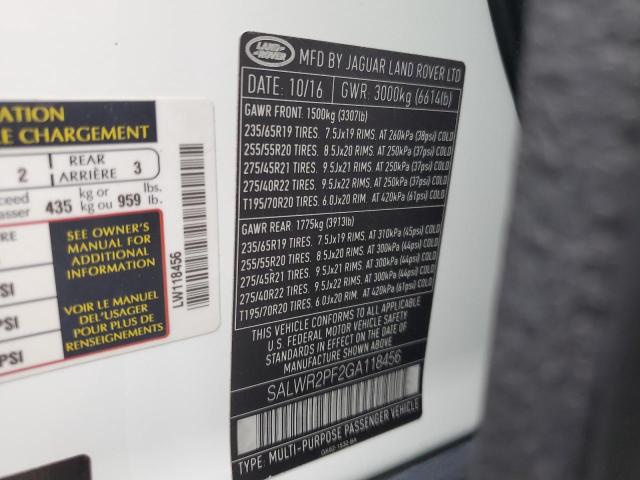 ATION
LE CHARGEMENT
2 REAR ARRIÈRE 3
435 kg or kg ou 959 lbs. lb.
SEE OWNER'S
MANUAL FOR
ADDITIONAL
INFORMATION
VOIR LE MANUEL
DE L'USAGER
POUR PLUS DE
RENSEIGNEMENTS
PSI
LW118456
LAND ROVER
MFD BY JAGUAR LAND ROVER LTD
DATE: 10/16 GWR. 3000kg (6614lb)
GAWR FRONT: 1500kg (3307lb)
235/65R19 TIRES. 7.5Jx19 RIMS. AT 260kPa (38psi) COLD
255/55R20 TIRES. 8.5Jx20 RIMS. AT 250kPa (37psi) COLD
275/45R21 TIRES. 9.5Jx21 RIMS. AT 250kPa (37psi) COLD
275/40R22 TIRES. 9.5Jx22 RIMS. AT 250kPa (37psi) COLD
T195/70R20 TIRES. 6.0Jx20 RIM. AT 420kPa (61psi) COLD
GAWR REAR: 1775kg (3913lb)
235/65R19 TIRES. 7.5Jx19 RIMS. AT 310kPa (45psi) COLD
255/55R20 TIRES. 8.5Jx20 RIMS. AT 300kPa (44psi) COLD
275/45R21 TIRES. 9.5Jx21 RIMS. AT 300kPa (44psi) COLD
275/40R22 TIRES. 9.5Jx22 RIMS. AT 300kPa (44psi) COLD
T195/70R20 TIRES. 6.0Jx20 RIM. AT 420kPa (61psi) COLD
THIS VEHICLE CONFORMS TO ALL APPLICABLE
U.S. FEDERAL MOTOR VEHICLE SAFETY
STANDARDS IN EFFECT ON THE DATE OF
MANUFACTURE SHOWN ABOVE
SALWR2PF2GA118456
TYPE: MULTI-PURPOSE PASSENGER VEHICLE